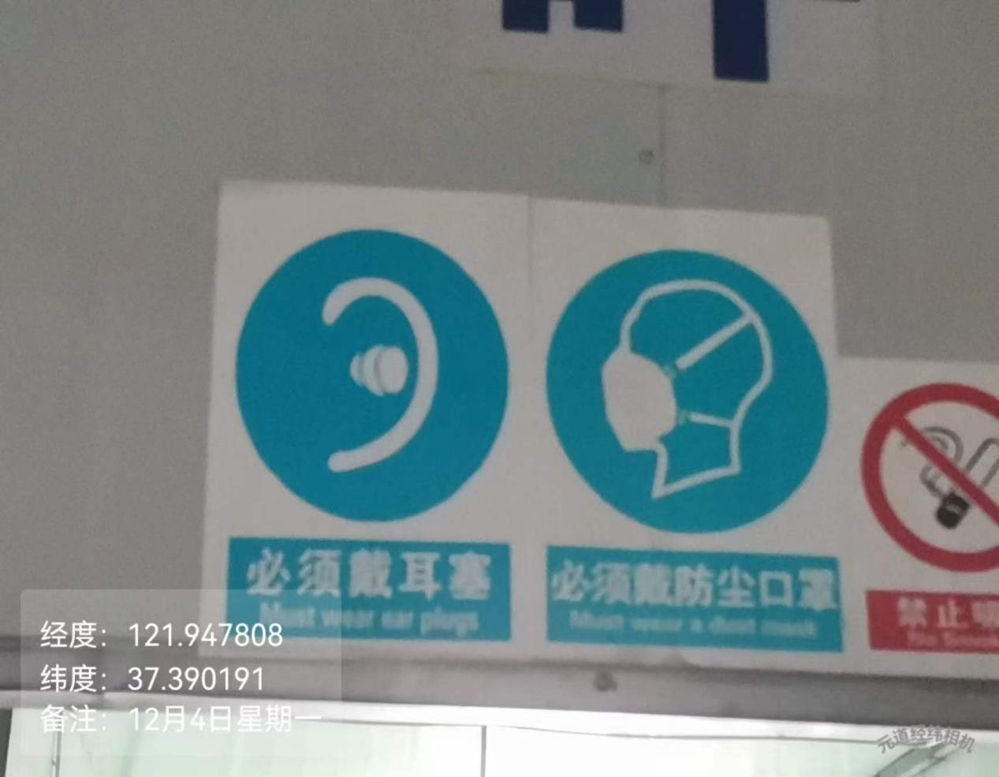 必须戴耳塞
Must wear ear plugs
必须戴防尘口罩
Must wear a dust mask
禁止
经度：121.947808
纬度：37.390191
备注：12月4日星期一
元道经纬相机